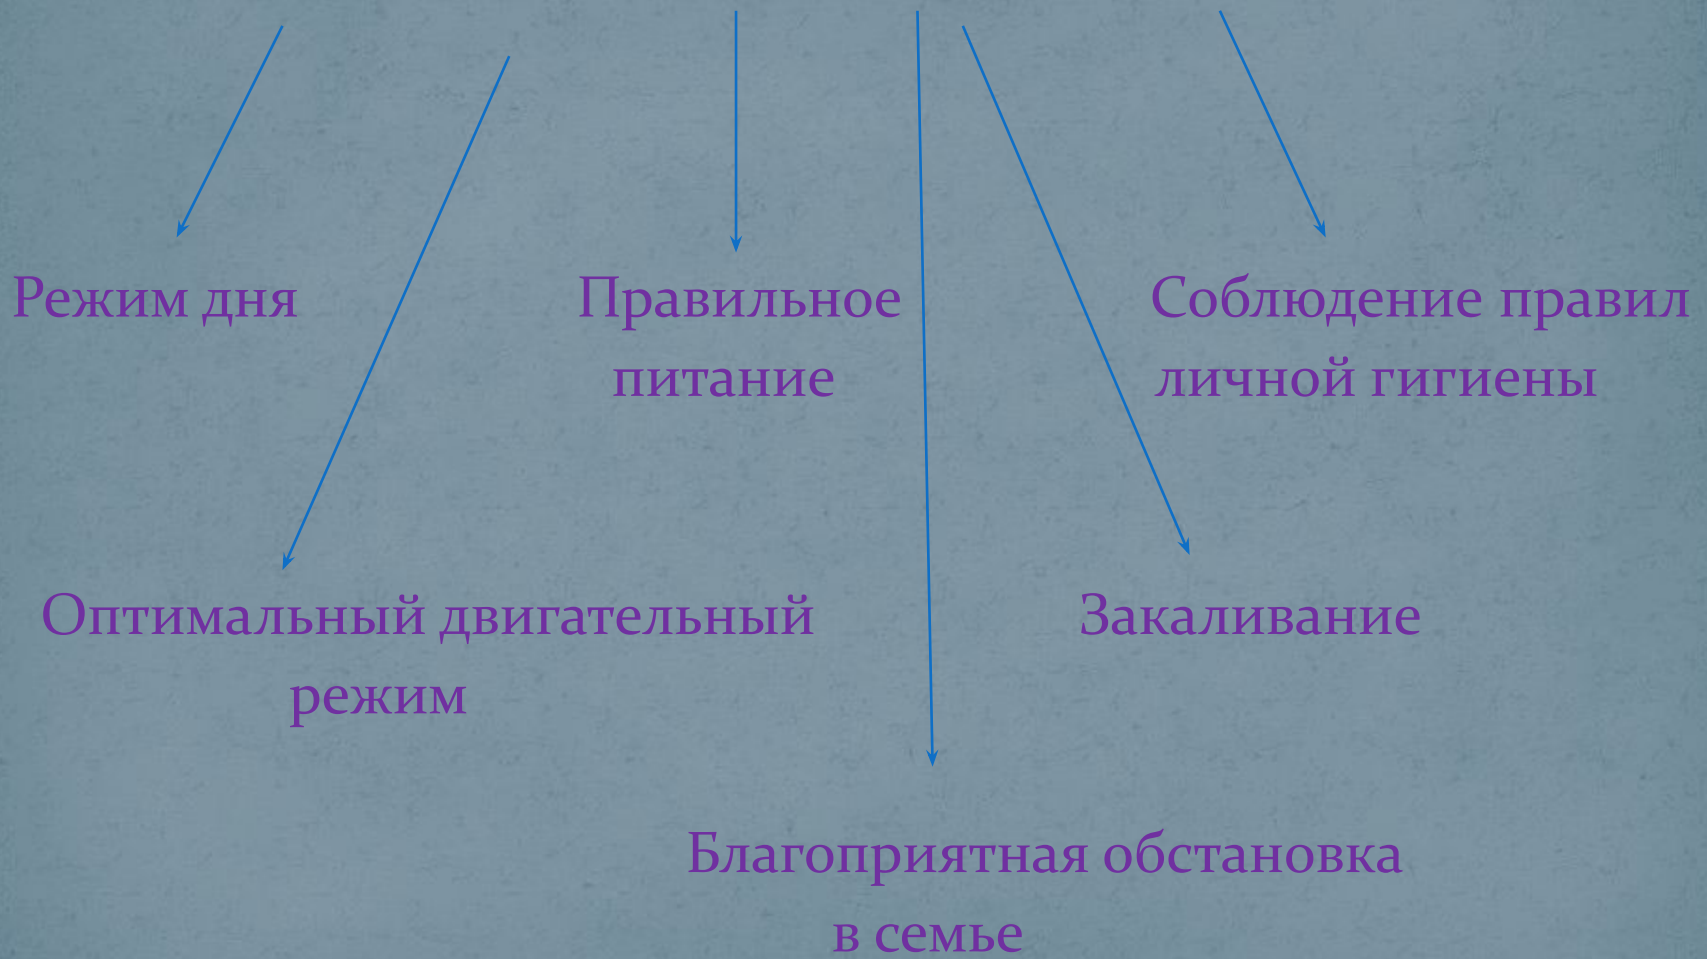 Режим дня Правильное Соблюдение правил
питание личной гигиены
Оптимальный двигательный Закаливание
режим
Благоприятная обстановка
в семье